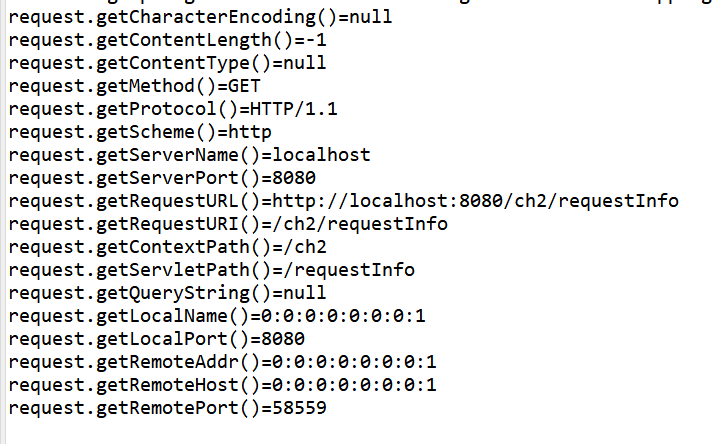 request.getCharacterEncoding()=null
request.getContentLength()=-1
request.getContentType()=null
request.getMethod()=GET
request.getProtocol()=HTTP/1.1
request.getScheme()=http
request.getServerName()=localhost
request.getServerPort()=8080
request.getRequestURL()=http://localhost:8080/ch2/requestInfo
request.getRequestURI()=/ch2/requestInfo
request.getContextPath()=/ch2
request.getServletPath()=/requestInfo
request.getQueryString()=null
request.getLocalName()=0:0:0:0:0:0:0:1
request.getLocalPort()=8080
request.getRemoteAddr()=0:0:0:0:0:0:0:1
request.getRemoteHost()=0:0:0:0:0:0:0:1
request.getRemotePort()=58559